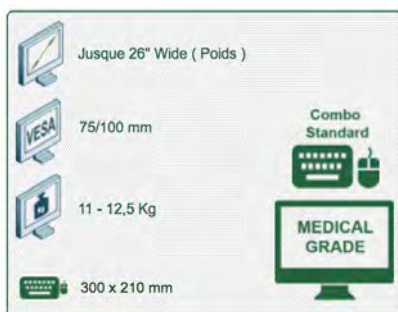 Jusque 26" Wide ( Poids )
VESA
75/100 mm
KG
11 - 12,5 Kg
300 x 210 mm
Combo
Standard
MEDICAL
GRADE